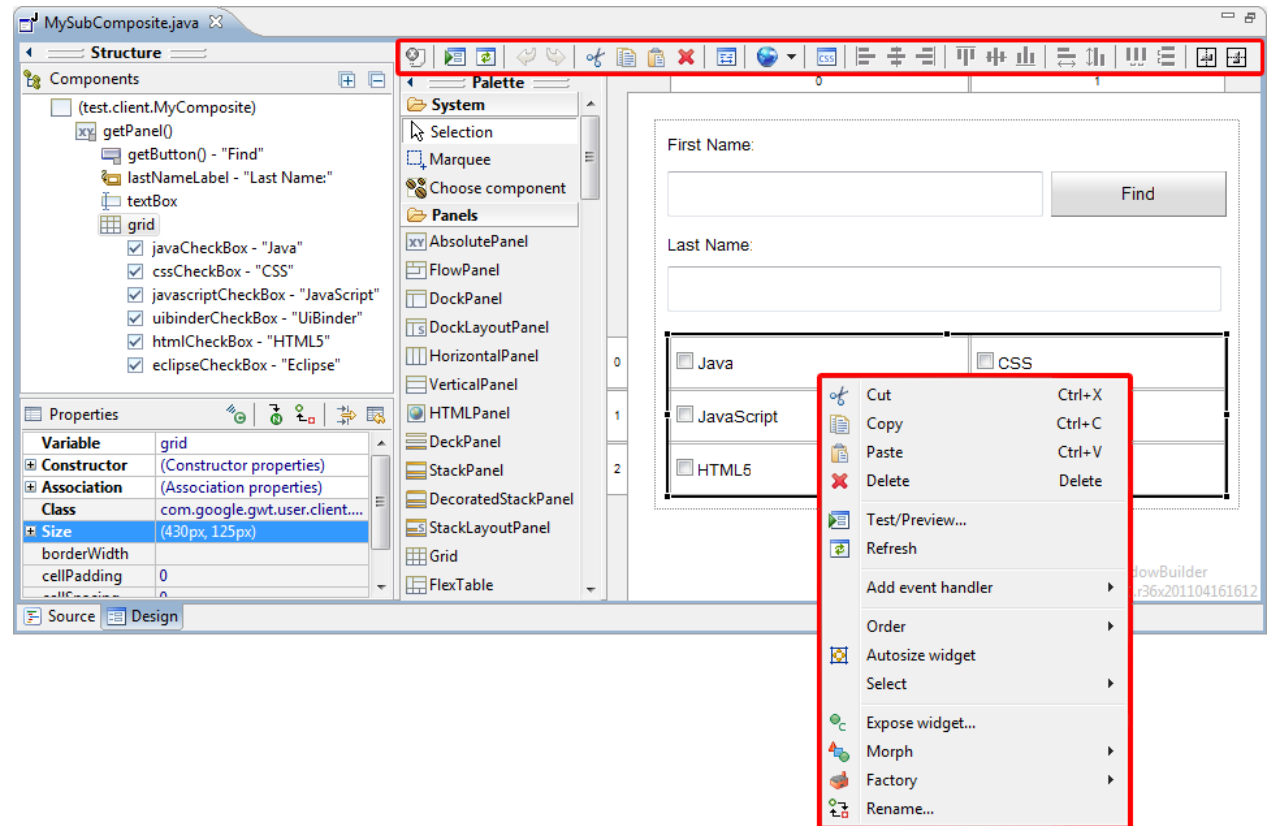 MySubComposite.java
Structure
Components
(test.client.MyComposite)
getPanel()
getButton() - "Find"
lastNameLabel - "Last Name:"
textBox
grid
javaCheckBox - "Java"
cssCheckBox - "CSS"
javascriptCheckBox - "JavaScript"
uibinderCheckBox - "UiBinder"
htmlCheckBox - "HTML5"
eclipseCheckBox - "Eclipse"
Properties
Variable grid
Constructor (Constructor properties)
Association (Association properties)
Class com.google.gwt.user.client....
Size (430px, 125px)
borderWidth
cellPadding 0
Source Design
Palette
System
Selection
Marquee
Choose component
Panels
AbsolutePanel
FlowPanel
DockPanel
DockLayoutPanel
HorizontalPanel
VerticalPanel
HTMLPanel
DeckPanel
StackPanel
DecoratedStackPanel
StackLayoutPanel
Grid
FlexTable
CSS
0 1
First Name:
Find
Last Name:
0
Java CSS
1
JavaScript
2
HTML5
Cut Ctrl+X
Copy Ctrl+C
Paste Ctrl+V
Delete Delete
Test/Preview...
Refresh
Add event handler
Order
Autosize widget
Select
Expose widget...
Morph
Factory
Rename...
dowBuilder
.r36x201104161612